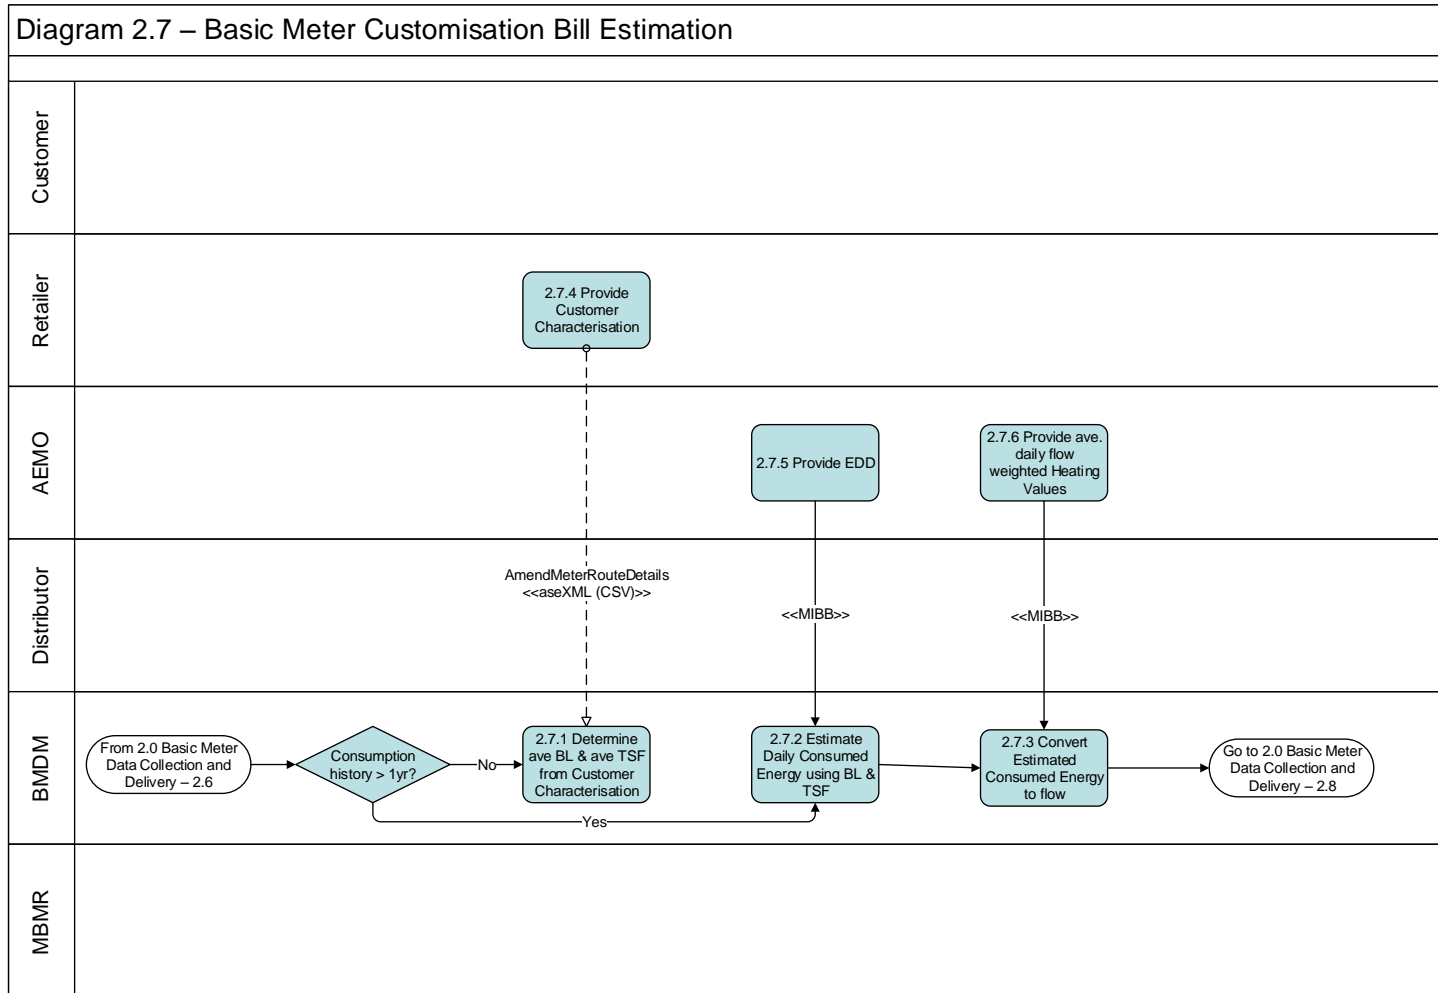 Diagram 2.7 – Basic Meter Customisation Bill Estimation
Customer
Retailer
2.7.4 Provide
Customer
Characterisation
AEMO
2.7.5 Provide EDD
2.7.6 Provide ave.
daily flow
weighted Heating
Values
Distributor
AmendMeterRouteDetails
<<aseXML (CSV)>>
<<MIBB>>
<<MIBB>>
BMDM
From 2.0 Basic Meter
Data Collection and
Delivery – 2.6
Consumption
history > 1yr?
No
Yes
2.7.1 Determine
ave BL & ave TSF
from Customer
Characterisation
2.7.2 Estimate
Daily Consumed
Energy using BL &
TSF
2.7.3 Convert
Estimated
Consumed Energy
to flow
Go to 2.0 Basic Meter
Data Collection and
Delivery – 2.8
MBMR